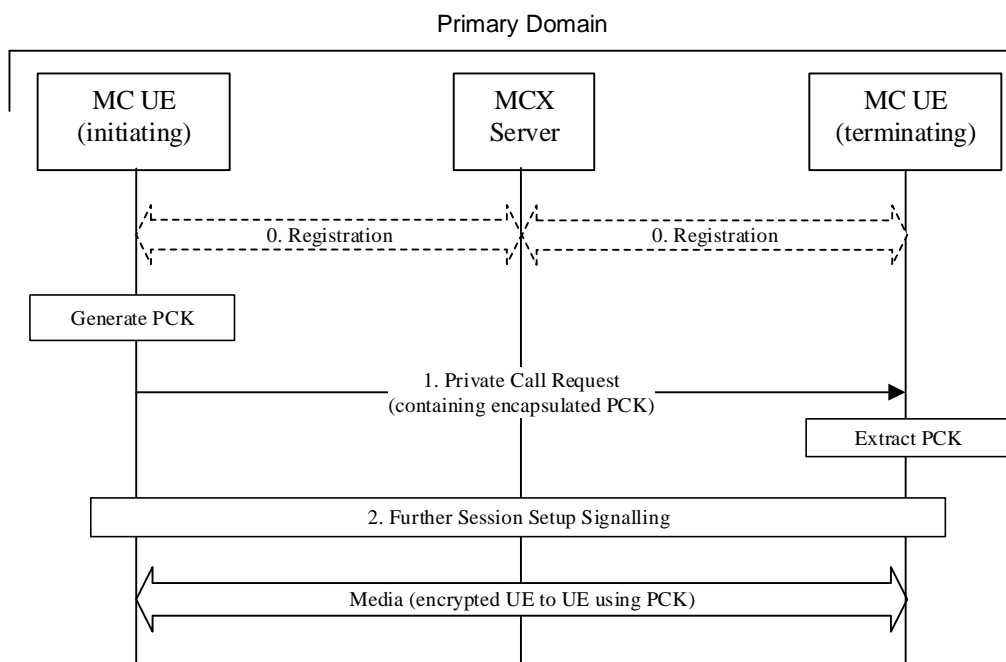 Primary Domain
MC UE
(initiating)
MCX
Server
MC UE
(terminating)
0. Registration
0. Registration
Generate PCK
1. Private Call Request
(containing encapsulated PCK)
Extract PCK
2. Further Session Setup Signalling
Media (encrypted UE to UE using PCK)